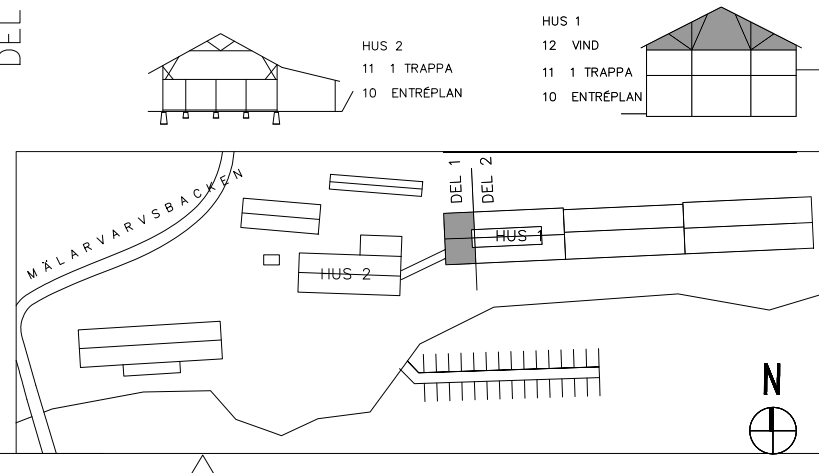 DEL
HUS 2
11 1 TRAPPA
10 ENTRÉPLAN
HUS 1
12 VIND
11 1 TRAPPA
10 ENTRÉPLAN
MÄLARVARVSBACKEN
DEL 1
DEL 2
HUS 1
HUS 2
N